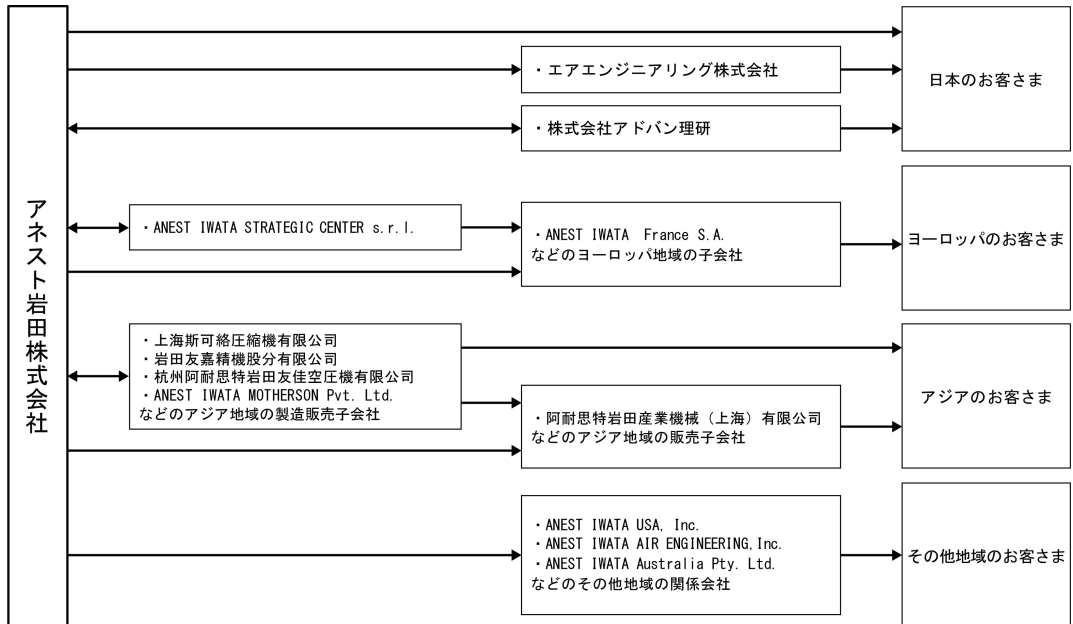 アネスト岩田株式会社
・エアエンジニアリング株式会社
・株式会社アドバン理研
日本のお客さま
・ANEST IWATA STRATEGIC CENTER s.r.l.
・ANEST IWATA France S.A.
などのヨーロッパ地域の子会社
ヨーロッパのお客さま
・上海斯可絡圧縮機有限公司
・岩田友嘉精機股分有限公司
・杭州阿耐思特岩田友佳空圧機有限公司
・ANEST IWATA MOTHERSON Pvt. Ltd.
などのアジア地域の製造販売子会社
・阿耐思特岩田産業機械（上海）有限公司
などのアジア地域の販売子会社
アジアのお客さま
・ANEST IWATA USA, Inc.
・ANEST IWATA AIR ENGINEERING,Inc.
・ANEST IWATA Australia Pty. Ltd.
などのその他地域の関係会社
その他地域のお客さま